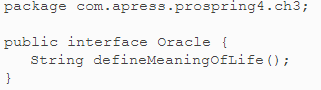 package com.apress.prospring4.ch3;
public interface Oracle {
    String defineMeaningOfLife();
}